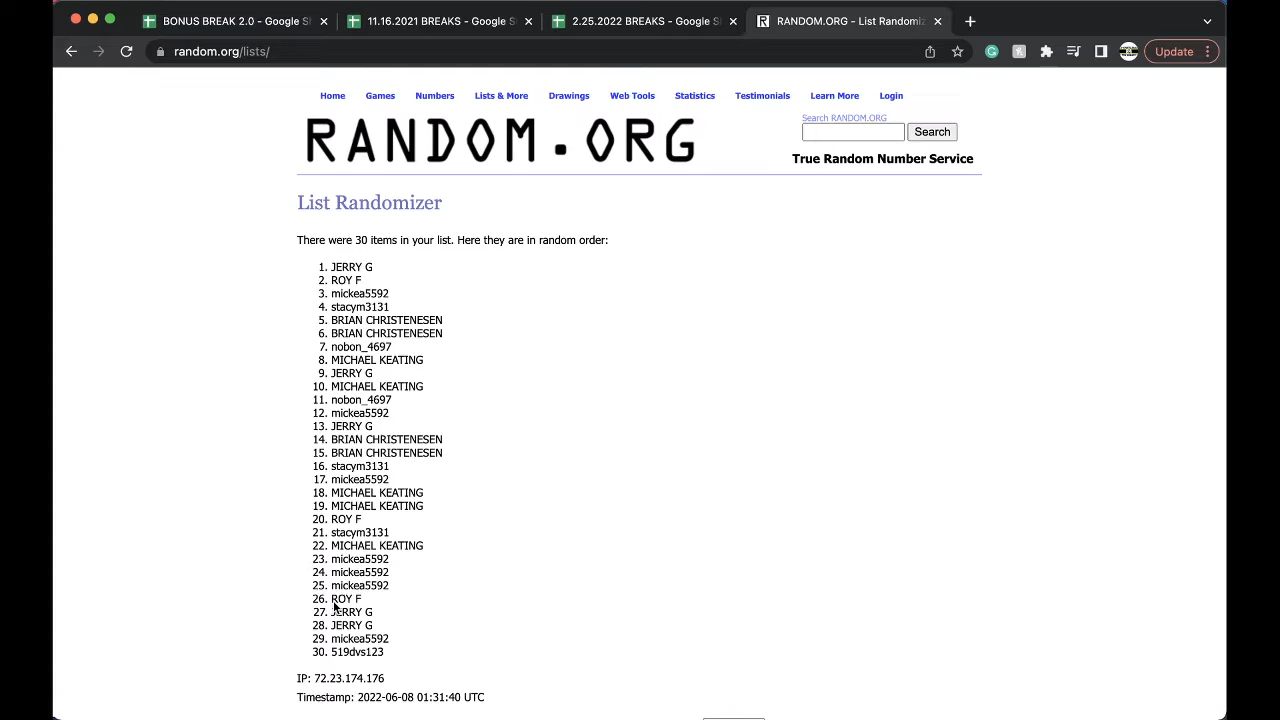 BONUS BREAK 2.0 - Google S
11.16.2021 BREAKS - Google S
2.25.2022 BREAKS - Google S
RANDOM.ORG - List Randomiz
random.org/lists/
Update
Home Games Numbers Lists & More Drawings Web Tools Statistics Testimonials Learn More Login
RANDOM.ORG
Search RANDOM.ORG
Search
True Random Number Service
List Randomizer
There were 30 items in your list. Here they are in random order:
1. JERRY G
2. ROY F
3. mickea5592
4. stacym3131
5. BRIAN CHRISTENESEN
6. BRIAN CHRISTENESEN
7. nobon_4697
8. MICHAEL KEATING
9. JERRY G
10. MICHAEL KEATING
11. nobon_4697
12. mickea5592
13. JERRY G
14. BRIAN CHRISTENESEN
15. BRIAN CHRISTENESEN
16. stacym3131
17. mickea5592
18. MICHAEL KEATING
19. MICHAEL KEATING
20. ROY F
21. stacym3131
22. MICHAEL KEATING
23. mickea5592
24. mickea5592
25. mickea5592
26. ROY F
27. JERRY G
28. JERRY G
29. mickea5592
30. 519dvs123
IP: 72.23.174.176
Timestamp: 2022-06-08 01:31:40 UTC